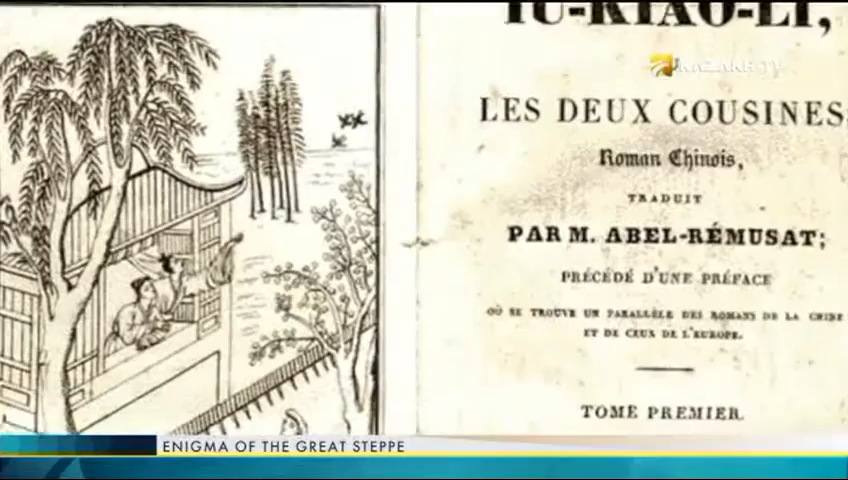 IU-KIAO-LI,
KAZAKH TV
LES DEUX COUSINES
Roman Chinois,
TRADUIT
PAR M. ABEL-RÉMUSAT;
PRÉCÉDÉ D'UNE PRÉFACE
OÙ SE TROUVE UN PARALLÈLE DES ROMANS DE LA CHINE
ET DE CEUX DE L'EUROPE.
TOME PREMIER.
ENIGMA OF THE GREAT STEPPE